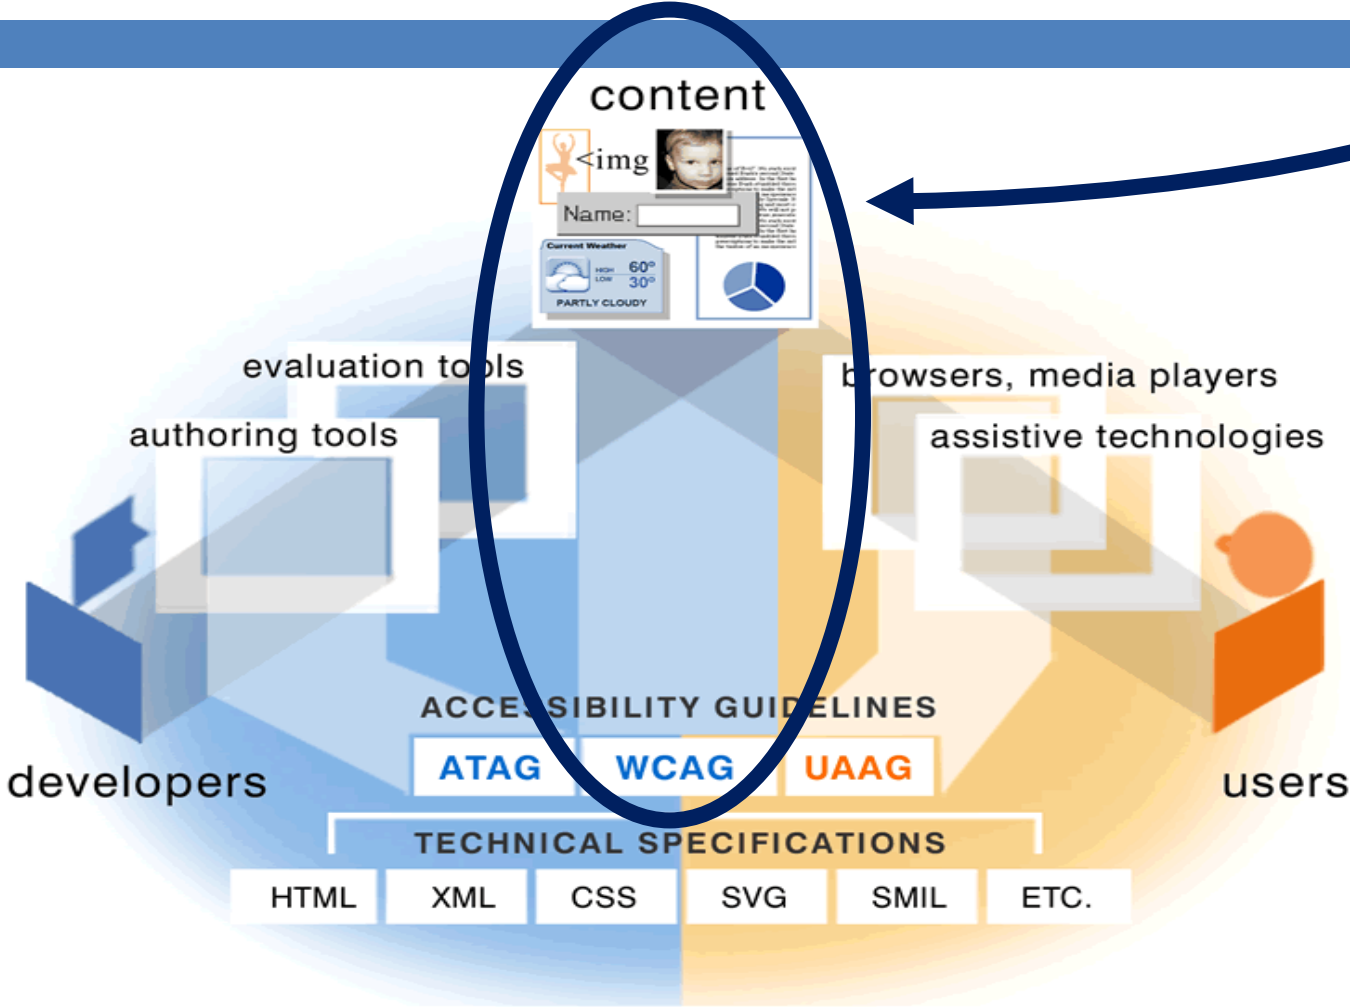 content
<img
Name:
Current Weather
HIGH 60°
LOW 30°
PARTLY CLOUDY
evaluation tools
authoring tools
browsers, media players
assistive technologies
developers
users
ACCESSIBILITY GUIDELINES
ATAG WCAG UAAG
TECHNICAL SPECIFICATIONS
HTML XML CSS SVG SMIL ETC.